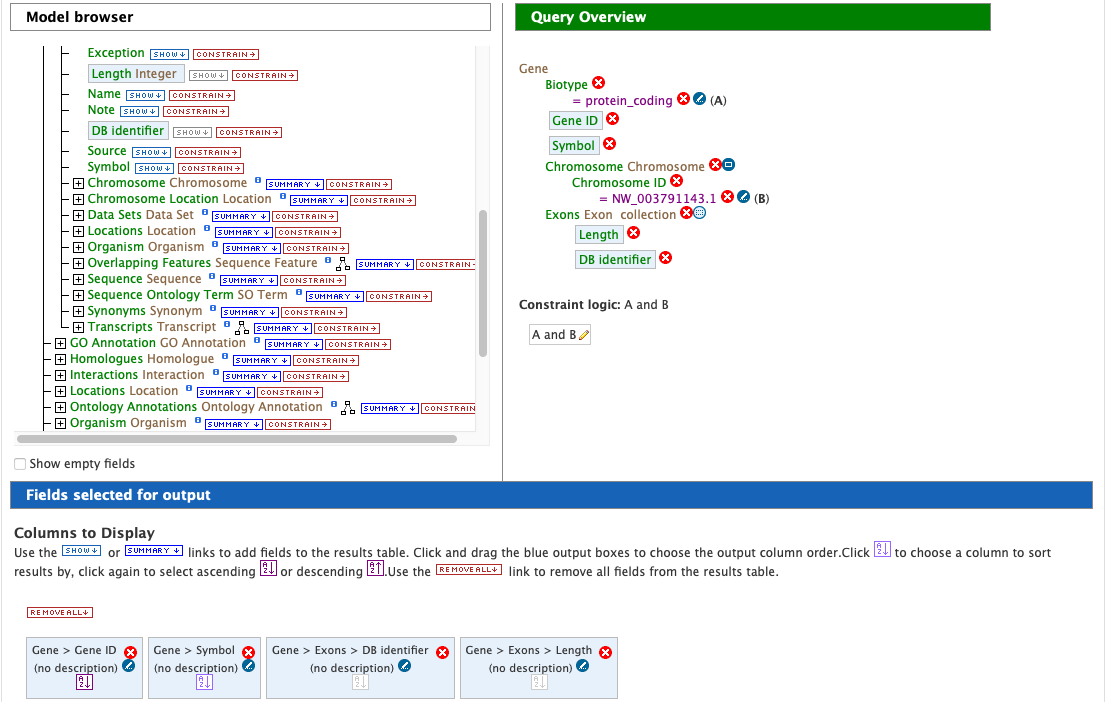 Model browser
Exception SHOW↓ CONSTRAIN→
Length Integer SHOW↓ CONSTRAIN→
Name SHOW↓ CONSTRAIN→
Note SHOW↓ CONSTRAIN→
DB identifier SHOW↓ CONSTRAIN→
Source SHOW↓ CONSTRAIN→
Symbol SHOW↓ CONSTRAIN→
Chromosome Chromosome SUMMARY ↓ CONSTRAIN→
Chromosome Location Location SUMMARY ↓ CONSTRAIN→
Data Sets Data Set SUMMARY ↓ CONSTRAIN→
Locations Location SUMMARY ↓ CONSTRAIN→
Organism Organism SUMMARY ↓ CONSTRAIN→
Overlapping Features Sequence Feature SUMMARY ↓ CONSTRAIN→
Sequence Sequence SUMMARY ↓ CONSTRAIN→
Sequence Ontology Term SO Term SUMMARY ↓ CONSTRAIN→
Synonyms Synonym SUMMARY ↓ CONSTRAIN→
Transcripts Transcript SUMMARY ↓ CONSTRAIN→
GO Annotation GO Annotation SUMMARY ↓ CONSTRAIN→
Homologues Homologue SUMMARY ↓ CONSTRAIN→
Interactions Interaction SUMMARY ↓ CONSTRAIN→
Locations Location SUMMARY ↓ CONSTRAIN→
Ontology Annotations Ontology Annotation SUMMARY ↓ CONSTRAIN
Organism Organism SUMMARY ↓ CONSTRAIN→
Show empty fields
Query Overview
Gene
Biotype
= protein_coding (A)
Gene ID
Symbol
Chromosome Chromosome
Chromosome ID
= NW_003791143.1 (B)
Exons Exon collection
Length
DB identifier
Constraint logic: A and B
A and B
Fields selected for output
Columns to Display
Use the SHOW↓ or SUMMARY ↓ links to add fields to the results table. Click and drag the blue output boxes to choose the output column order.Click AZ↓ to choose a column to sort
results by, click again to select ascending AZ↓ or descending AZ↑.Use the REMOVE ALL↓ link to remove all fields from the results table.
REMOVE ALL↓
Gene > Gene ID
(no description)
AZ↓
Gene > Symbol
(no description)
AZ↓
Gene > Exons > DB identifier
(no description)
AZ↓
Gene > Exons > Length
(no description)
AZ↓